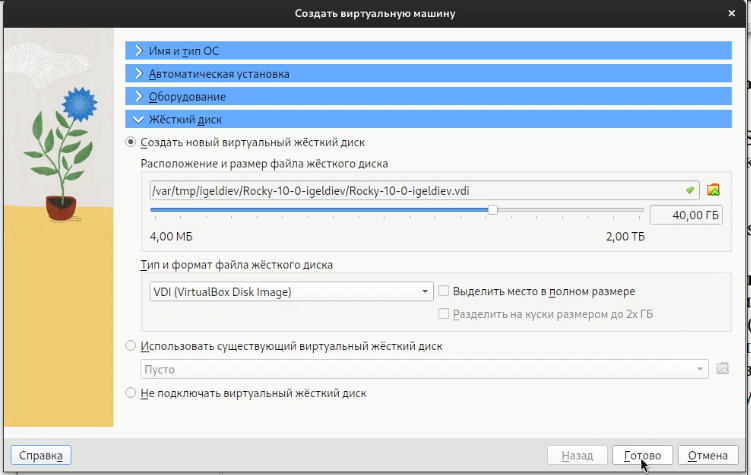 Создать виртуальную машину
Имя и тип ОС
Автоматическая установка
Оборудование
Жёсткий диск
Создать новый виртуальный жёсткий диск
Расположение и размер файла жёсткого диска
/var/tmp/igeldiev/Rocky-10-0-igeldiev/Rocky-10-0-igeldiev.vdi
40,00 ГБ
4,00 МБ 2,00 ТБ
Тип и формат файла жёсткого диска
VDI (VirtualBox Disk Image) Выделить место в полном размере
Разделить на куски размером до 2х ГБ
Использовать существующий виртуальный жёсткий диск
Пусто
Не подключать виртуальный жёсткий диск
Справка Назад Готово Отмена